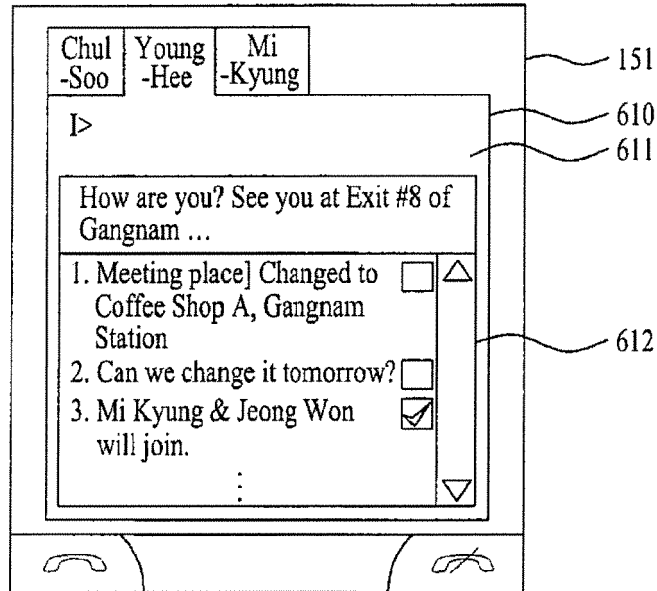 Chul
-Soo
Young
-Hee
Mi
-Kyung
151
610
I>
611
How are you? See you at Exit #8 of
Gangnam ...
1. Meeting place] Changed to
Coffee Shop A, Gangnam
Station
612
2. Can we change it tomorrow?
3. Mi Kyung & Jeong Won
will join.